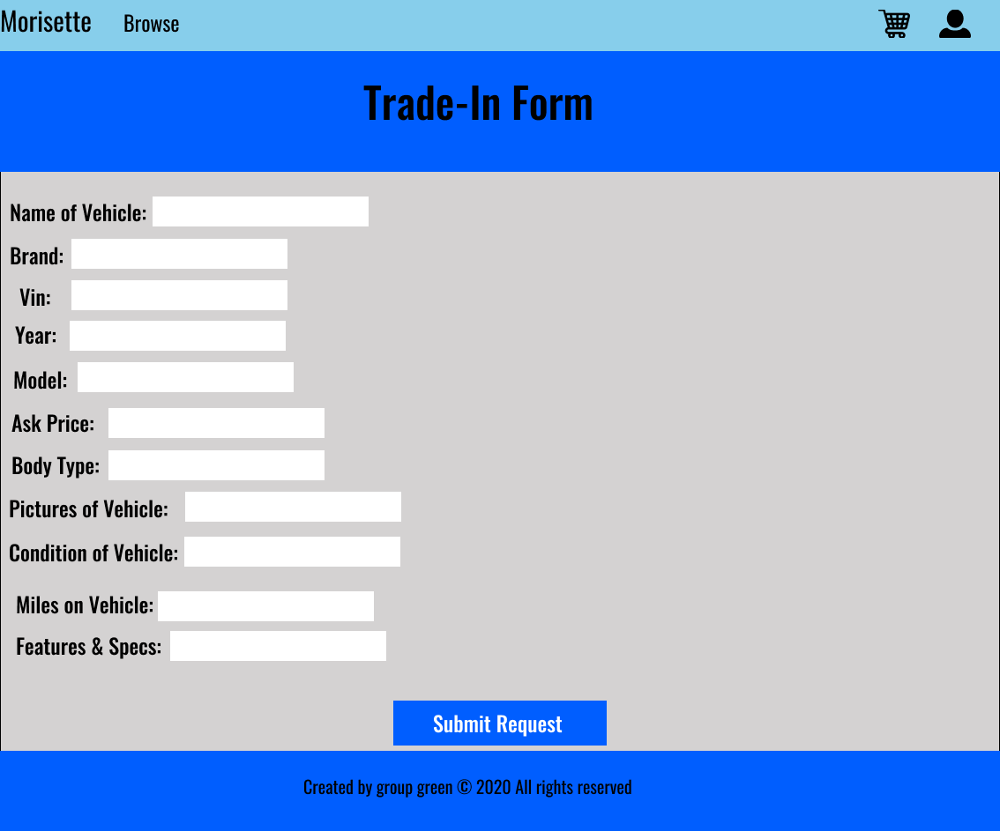 Morisette Browse
Trade-In Form
Name of Vehicle:
Brand:
Vin:
Year:
Model:
Ask Price:
Body Type:
Pictures of Vehicle:
Condition of Vehicle:
Miles on Vehicle:
Features & Specs:
Submit Request
Created by group green © 2020 All rights reserved